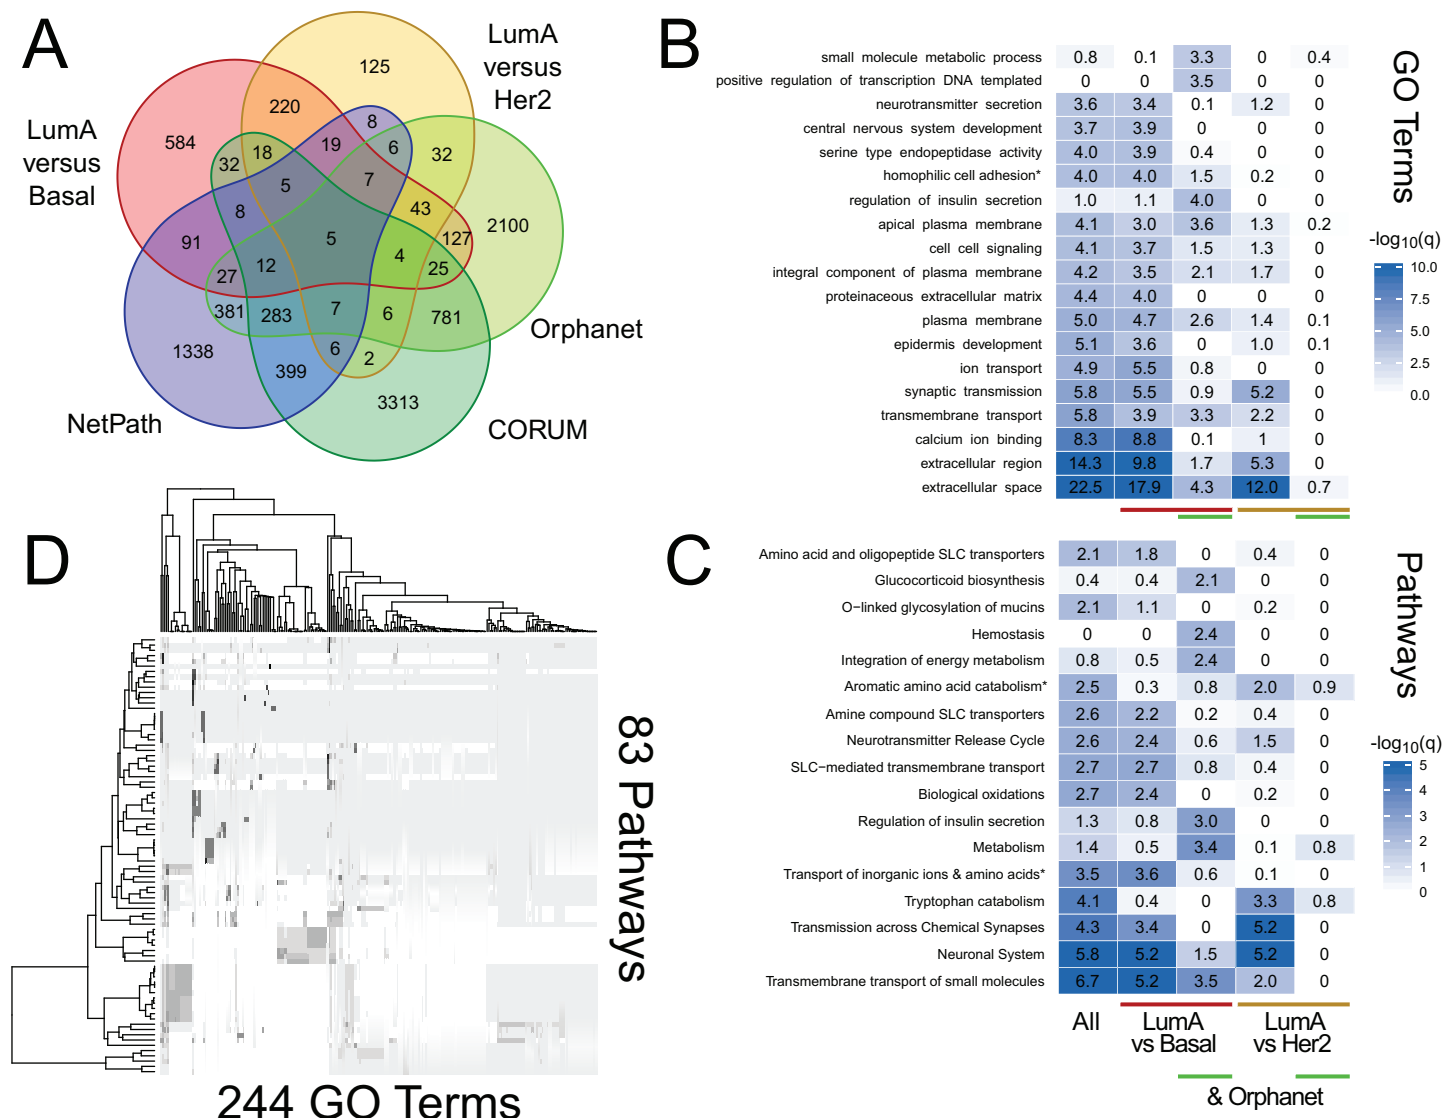 A
LumA
versus
Her2
LumA
versus
Basal
Orphanet
CORUM
NetPath
125
220
584
8
19
6
32
18
32
5
7
43
2100
8
127
91
5
4
25
12
27
381
283
7
6
781
1338
6
2
399
3313
B
GO Terms
small molecule metabolic process 0.8 0.1 3.3 0 0.4
positive regulation of transcription DNA templated 0 0 3.5 0 0
neurotransmitter secretion 3.6 3.4 0.1 1.2 0
central nervous system development 3.7 3.9 0 0 0
serine type endopeptidase activity 4.0 3.9 0.4 0 0
homophilic cell adhesion* 4.0 4.0 1.5 0.2 0
regulation of insulin secretion 1.0 1.1 4.0 0 0
apical plasma membrane 4.1 3.0 3.6 1.3 0.2
cell cell signaling 4.1 3.7 1.5 1.3 0
integral component of plasma membrane 4.2 3.5 2.1 1.7 0
proteinaceous extracellular matrix 4.4 4.0 0 0 0
plasma membrane 5.0 4.7 2.6 1.4 0.1
epidermis development 5.1 3.6 0 1.0 0.1
ion transport 4.9 5.5 0.8 0 0
synaptic transmission 5.8 5.5 0.9 5.2 0
transmembrane transport 5.8 3.9 3.3 2.2 0
calcium ion binding 8.3 8.8 0.1 1 0
extracellular region 14.3 9.8 1.7 5.3 0
extracellular space 22.5 17.9 4.3 12.0 0.7
-log10(q)
10.0
7.5
5.0
2.5
0.0
C
Pathways
Amino acid and oligopeptide SLC transporters 2.1 1.8 0 0.4 0
Glucocorticoid biosynthesis 0.4 0.4 2.1 0 0
O−linked glycosylation of mucins 2.1 1.1 0 0.2 0
Hemostasis 0 0 2.4 0 0
Integration of energy metabolism 0.8 0.5 2.4 0 0
Aromatic amino acid catabolism* 2.5 0.3 0.8 2.0 0.9
Amine compound SLC transporters 2.6 2.2 0.2 0.4 0
Neurotransmitter Release Cycle 2.6 2.4 0.6 1.5 0
SLC−mediated transmembrane transport 2.7 2.7 0.8 0.4 0
Biological oxidations 2.7 2.4 0 0.2 0
Regulation of insulin secretion 1.3 0.8 3.0 0 0
Metabolism 1.4 0.5 3.4 0.1 0.8
Transport of inorganic ions & amino acids* 3.5 3.6 0.6 0.1 0
Tryptophan catabolism 4.1 0.4 0 3.3 0.8
Transmission across Chemical Synapses 4.3 3.4 0 5.2 0
Neuronal System 5.8 5.2 1.5 5.2 0
Transmembrane transport of small molecules 6.7 5.2 3.5 2.0 0
-log10(q)
5
4
3
2
1
0
All
LumA
vs Basal
LumA
vs Her2
& Orphanet
D
83 Pathways
244 GO Terms